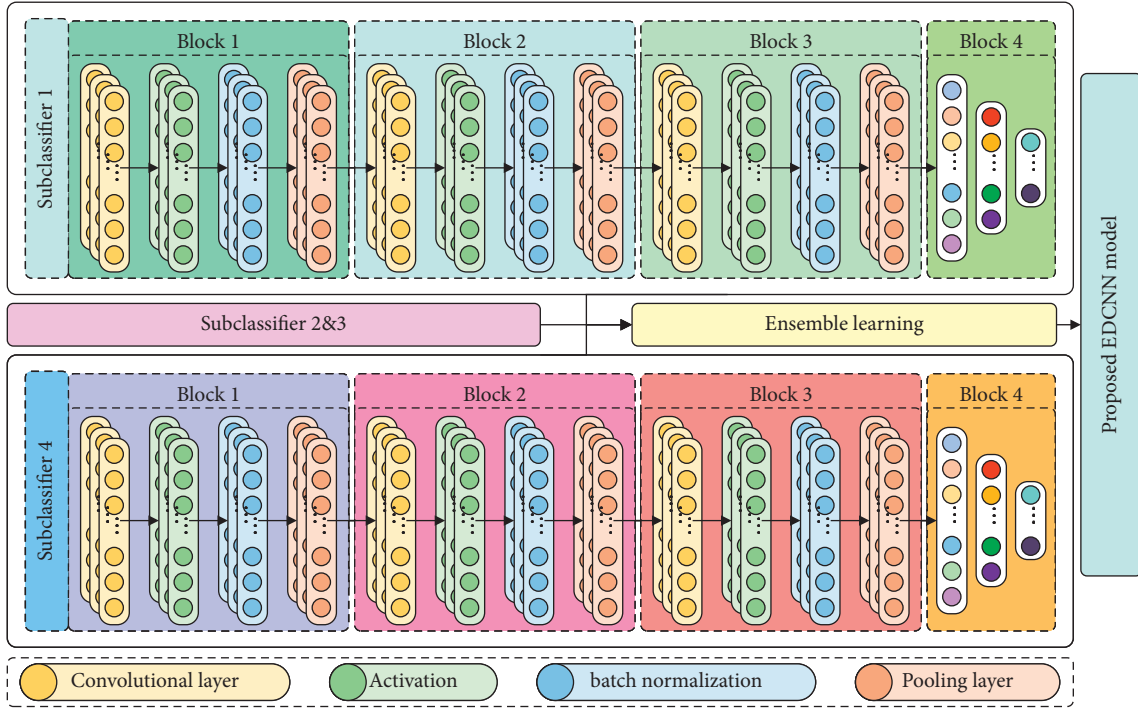 Subclassifier 1
Block 1
Block 2
Block 3
Block 4
Subclassifier 2&3
Ensemble learning
Proposed EDCNN model
Subclassifier 4
Block 1
Block 2
Block 3
Block 4
Convolutional layer
Activation
batch normalization
Pooling layer